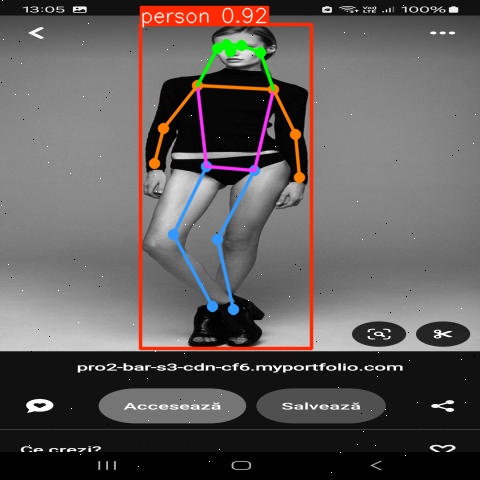 13:05 100%
person 0.92
pro2-bar-s3-cdn-cf6.myportfolio.com
Accesează Salvează
Ce crezi?